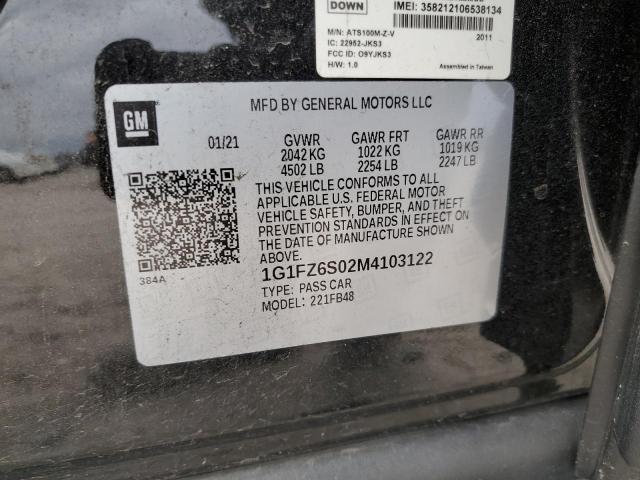 DOWN
IMEI: 358212106538134
M/N: ATS100M-Z-V
2011
IC: 22952-JKS3
FCC ID: O9YJKS3
H/W: 1.0
Assembled in Taiwan
GM
MFD BY GENERAL MOTORS LLC
01/21 GVWR GAWR FRT GAWR RR
2042 KG 1022 KG 1019 KG
4502 LB 2254 LB 2247 LB
THIS VEHICLE CONFORMS TO ALL
APPLICABLE U.S. FEDERAL MOTOR
VEHICLE SAFETY, BUMPER, AND THEFT
PREVENTION STANDARDS IN EFFECT ON
THE DATE OF MANUFACTURE SHOWN
ABOVE.
384A
1G1FZ6S02M4103122
TYPE: PASS CAR
MODEL: 221FB48